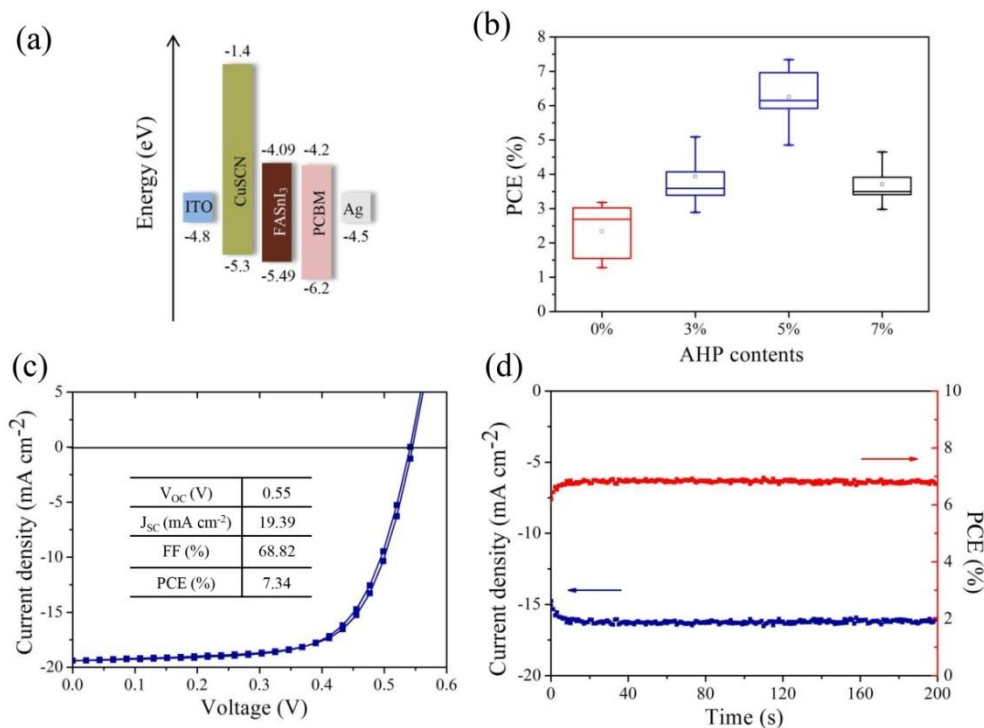 (a)
Energy (eV)
-1.4
-4.09
-4.2
ITO
CuSCN
FASnI3
PCBM
Ag
-4.8
-5.3
-5.49
-6.2
-4.5
(b)
PCE (%)
8
7
6
5
4
3
2
1
0
0%
3%
5%
7%
AHP contents
(c)
Current density (mA cm-2)
5
0
-5
-10
-15
-20
VOC (V) 0.55
JSC (mA cm-2) 19.39
FF (%) 68.82
PCE (%) 7.34
0.0
0.1
0.2
0.3
0.4
0.5
0.6
Voltage (V)
(d)
Current density (mA cm-2)
0
-5
-10
-15
-20
10
8
6
4
2
0
PCE (%)
0
40
80
120
160
200
Time (s)